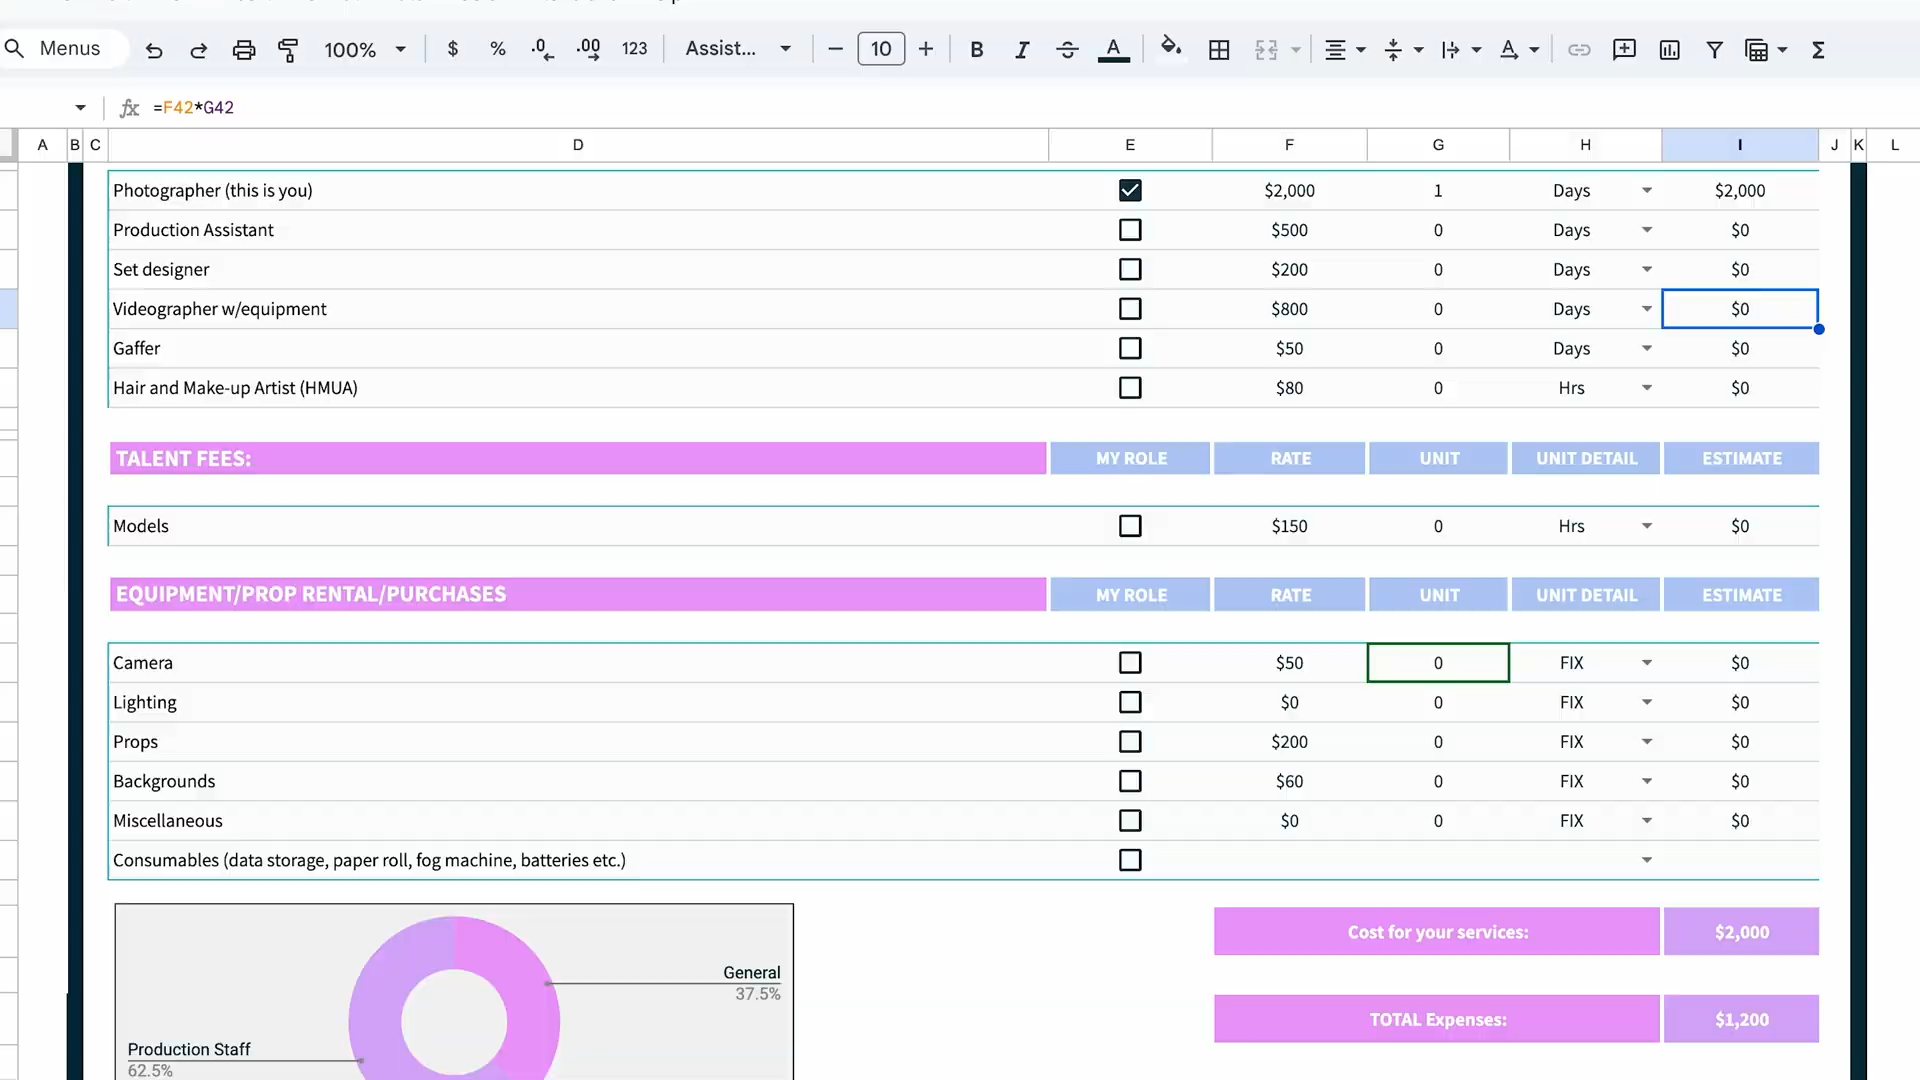 Menus 100% $ % .0 .00 123 Assist... 10 B I A A Σ
fx =F42*G42
A B C D E F G H I J K L
Photographer (this is you) $2,000 1 Days $2,000
Production Assistant $500 0 Days $0
Set designer $200 0 Days $0
Videographer w/equipment $800 0 Days $0
Gaffer $50 0 Days $0
Hair and Make-up Artist (HMUA) $80 0 Hrs $0
TALENT FEES: MY ROLE RATE UNIT UNIT DETAIL ESTIMATE
Models $150 0 Hrs $0
EQUIPMENT/PROP RENTAL/PURCHASES MY ROLE RATE UNIT UNIT DETAIL ESTIMATE
Camera $50 0 FIX $0
Lighting $0 0 FIX $0
Props $200 0 FIX $0
Backgrounds $60 0 FIX $0
Miscellaneous $0 0 FIX $0
Consumables (data storage, paper roll, fog machine, batteries etc.)
Cost for your services: $2,000
General
37.5%
TOTAL Expenses: $1,200
Production Staff
62.5%